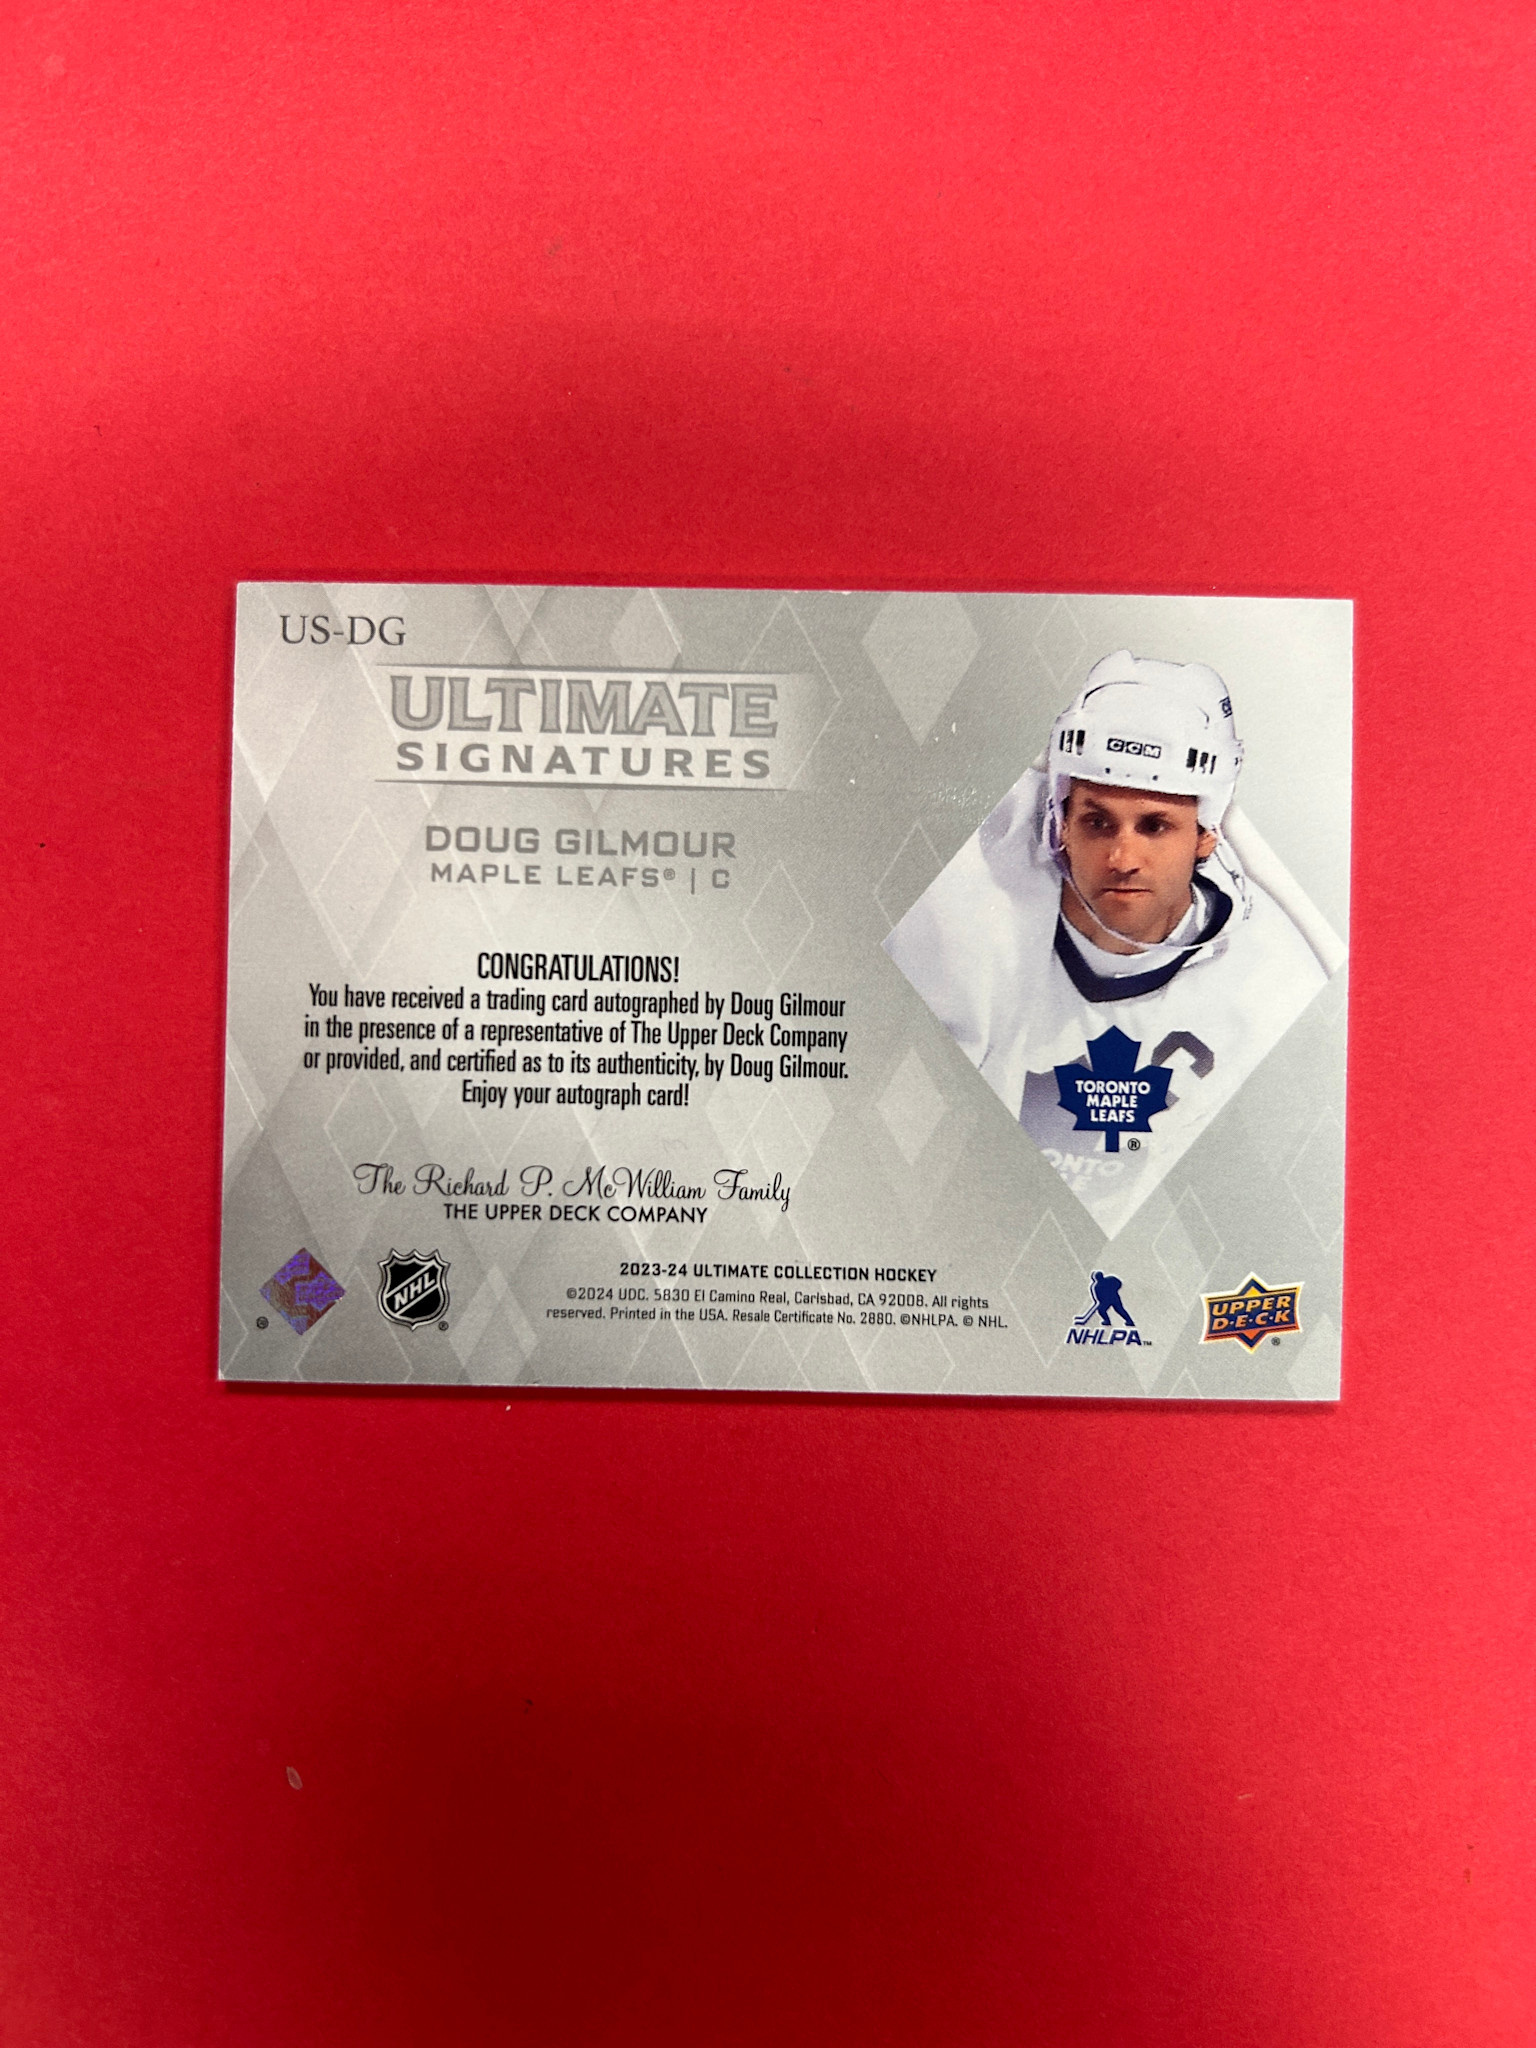 US-DG
ULTIMATE
SIGNATURES
DOUG GILMOUR
MAPLE LEAFS® | C
CONGRATULATIONS!
You have received a trading card autographed by Doug Gilmour
in the presence of a representative of The Upper Deck Company
or provided, and certified as to its authenticity, by Doug Gilmour.
Enjoy your autograph card!
The Richard P. McWilliam Family
THE UPPER DECK COMPANY
CCM
C
TORONTO
MAPLE
LEAFS
®
NHL
®
2023-24 ULTIMATE COLLECTION HOCKEY
©2024 UDC. 5830 El Camino Real, Carlsbad, CA 92008. All rights
reserved. Printed in the USA. Resale Certificate No. 2880. ©NHLPA. © NHL.
NHLPA™
UPPER
D·E·C·K
®